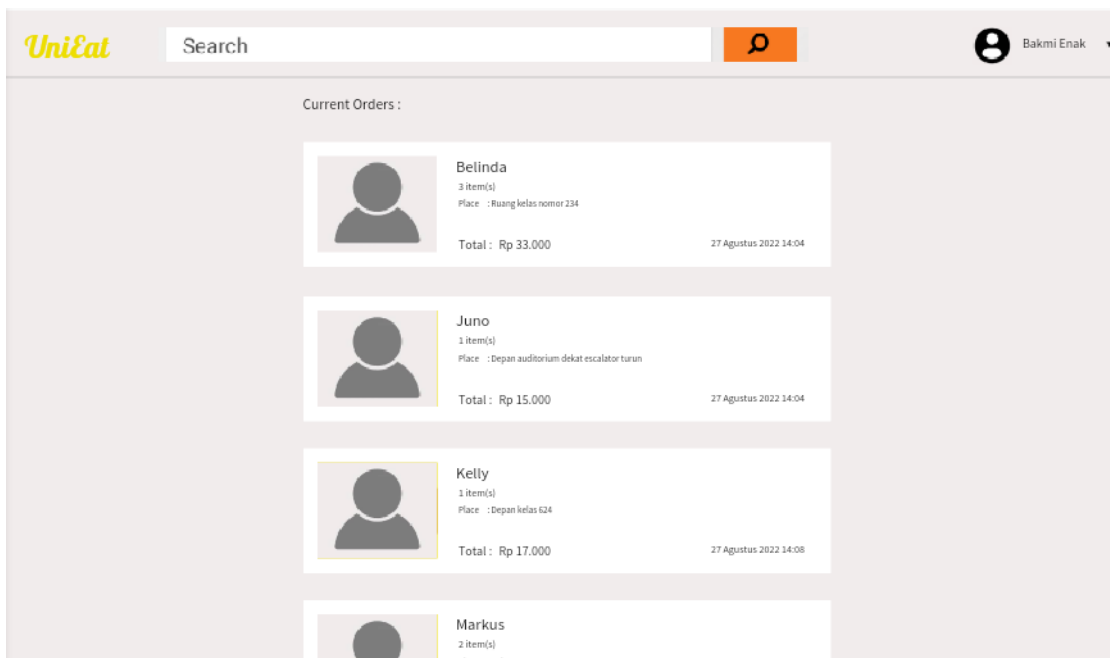 UniEat
Search
Bakmi Enak
Current Orders :
Belinda
3 item(s)
Place : Ruang kelas nomor 234
Total : Rp 33.000
27 Agustus 2022 14:04
Juno
1 item(s)
Place : Depan auditorium dekat escalator turun
Total : Rp 15.000
27 Agustus 2022 14:04
Kelly
1 item(s)
Place : Depan kelas 624
Total : Rp 17.000
27 Agustus 2022 14:08
Markus
2 item(s)